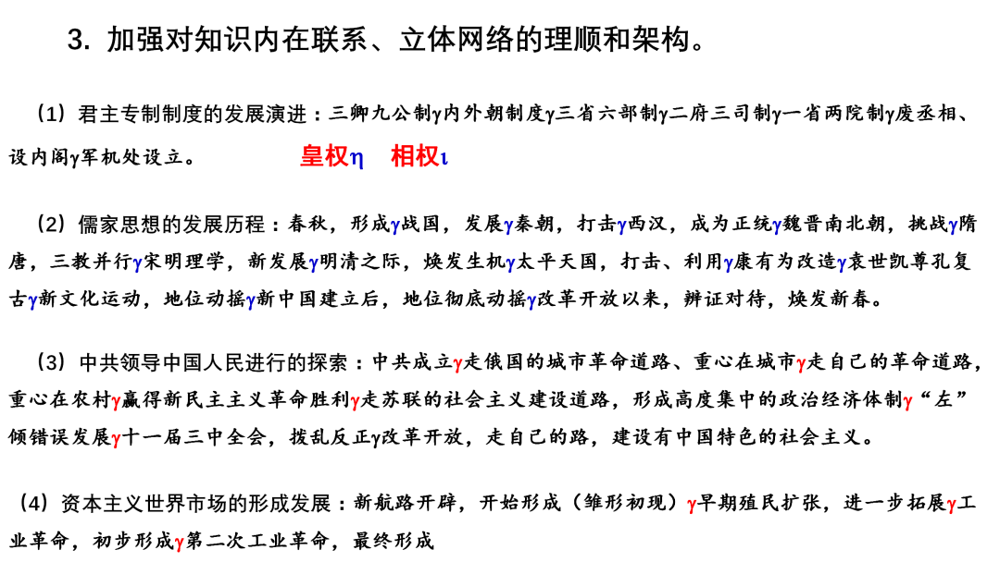 3. 加强对知识内在联系、立体网络的理顺和架构。
（1）君主专制制度的发展演进：三卿九公制γ内外朝制度γ三省六部制γ二府三司制γ一省两院制γ废丞相、
设内阁γ军机处设立。 皇权η 相权ι
（2）儒家思想的发展历程：春秋，形成γ战国，发展γ秦朝，打击γ西汉，成为正统γ魏晋南北朝，挑战γ隋
唐，三教并行γ宋明理学，新发展γ明清之际，焕发生机γ太平天国，打击、利用γ康有为改造γ袁世凯尊孔复
古γ新文化运动，地位动摇γ新中国建立后，地位彻底动摇γ改革开放以来，辨证对待，焕发新春。
（3）中共领导中国人民进行的探索：中共成立γ走俄国的城市革命道路、重心在城市γ走自己的革命道路，
重心在农村γ赢得新民主主义革命胜利γ走苏联的社会主义建设道路，形成高度集中的政治经济体制γ“左”
倾错误发展γ十一届三中全会，拨乱反正γ改革开放，走自己的路，建设有中国特色的社会主义。
（4）资本主义世界市场的形成发展：新航路开辟，开始形成（雏形初现）γ早期殖民扩张，进一步拓展γ工
业革命，初步形成γ第二次工业革命，最终形成